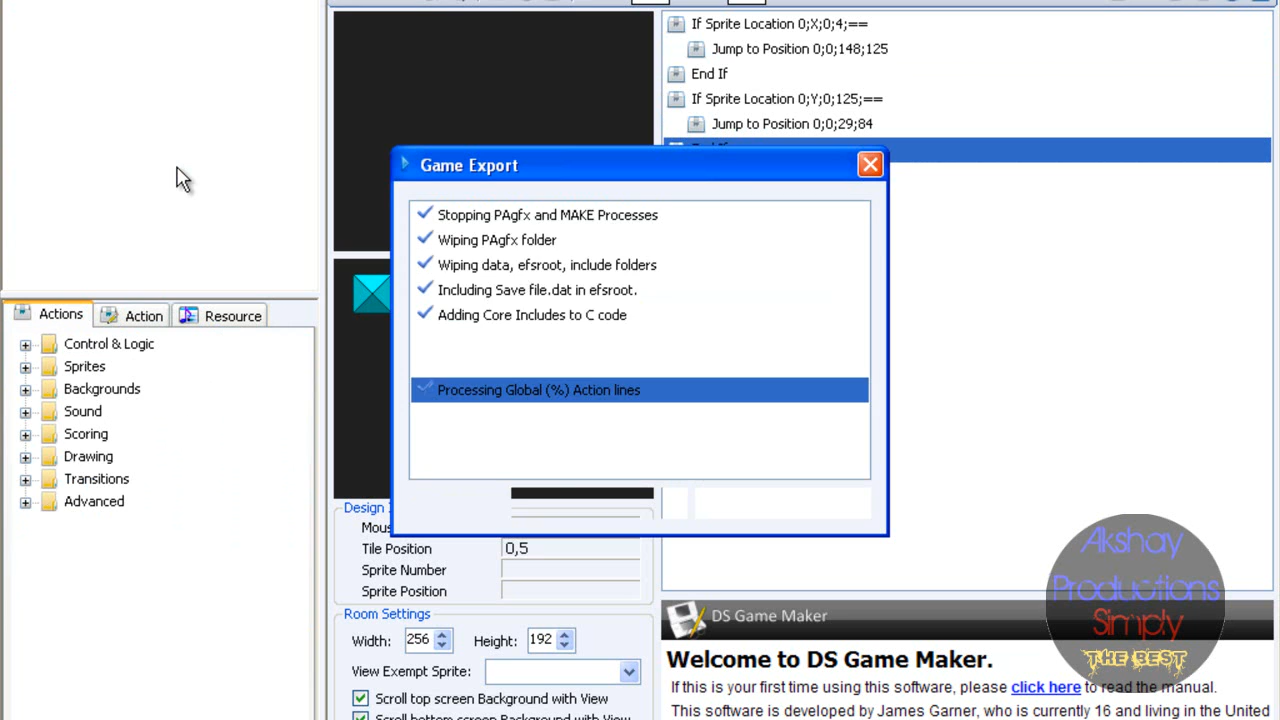 If Sprite Location 0;X;0;4;==
Jump to Position 0;0;148;125
End If
If Sprite Location 0;Y;0;125;==
Jump to Position 0;0;29;84
Game Export
Stopping PAgfx and MAKE Processes
Wiping PAgfx folder
Wiping data, efsroot, include folders
Including Save file.dat in efsroot.
Adding Core Includes to C code
Processing Global (%) Action lines
Actions
Action
Resource
Control & Logic
Sprites
Backgrounds
Sound
Scoring
Drawing
Transitions
Advanced
Design
Mous
Tile Position 0,5
Sprite Number
Sprite Position
Room Settings
Width: 256 Height: 192
View Exempt Sprite:
Scroll top screen Background with View
Scroll bottom screen Background with View
DS Game Maker
Welcome to DS Game Maker.
If this is your first time using this software, please click here to read the manual.
This software is developed by James Garner, who is currently 16 and living in the United
Akshay
Productions
Simply
THE BEST